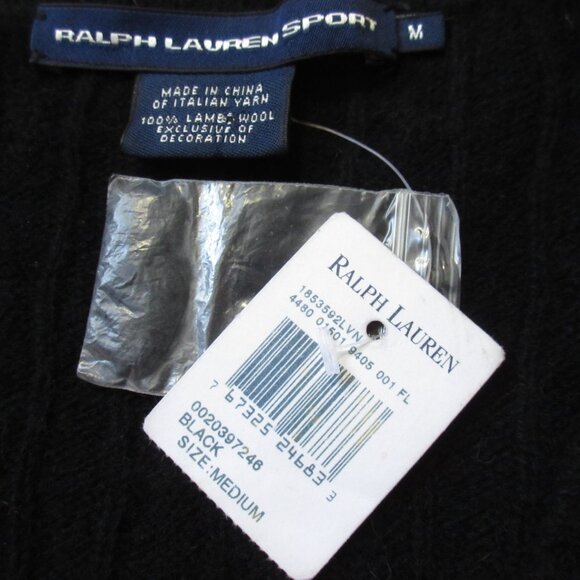 RALPH LAUREN SPORT
M
MADE IN CHINA
OF ITALIAN YARN
100% LAMBS WOOL
EXCLUSIVE OF
DECORATION
RALPH LAUREN
1853592LVN
4480 01501 9405 001 FL
7 67325 24683 3
0020397246
BLACK
SIZE:MEDIUM